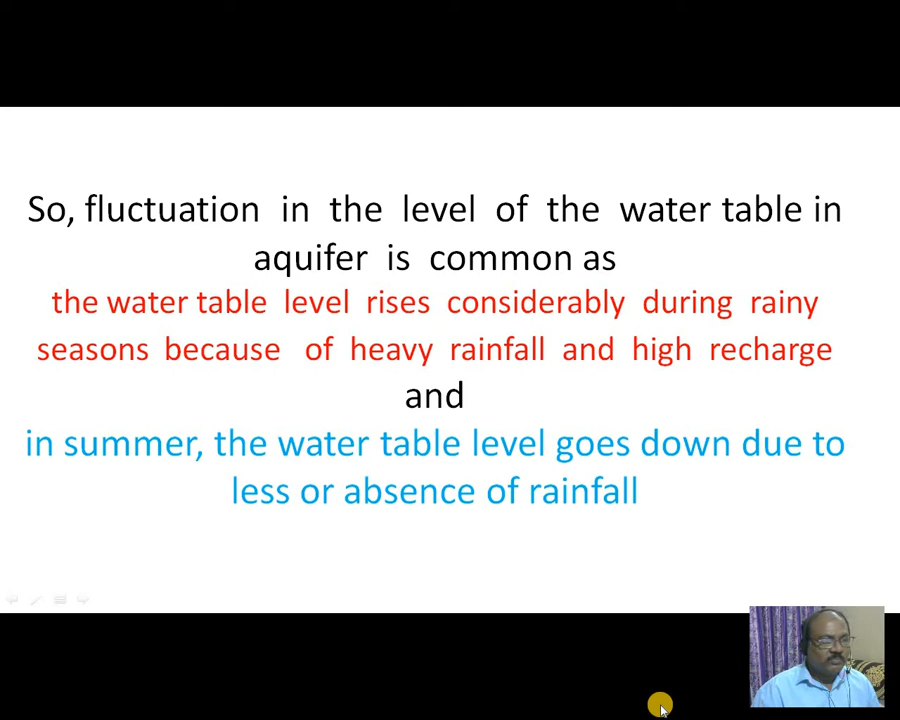 So, fluctuation in the level of the water table in
aquifer is common as
the water table level rises considerably during rainy
seasons because of heavy rainfall and high recharge
and
in summer, the water table level goes down due to
less or absence of rainfall